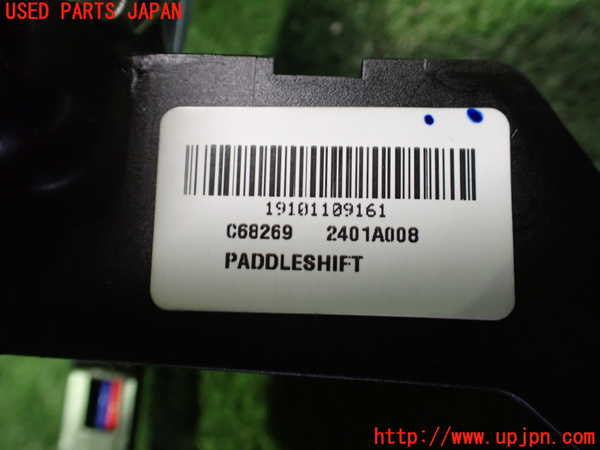 USED PARTS JAPAN
19101109161
C68269 2401A008
PADDLESHIFT
http://www.upjpn.com/